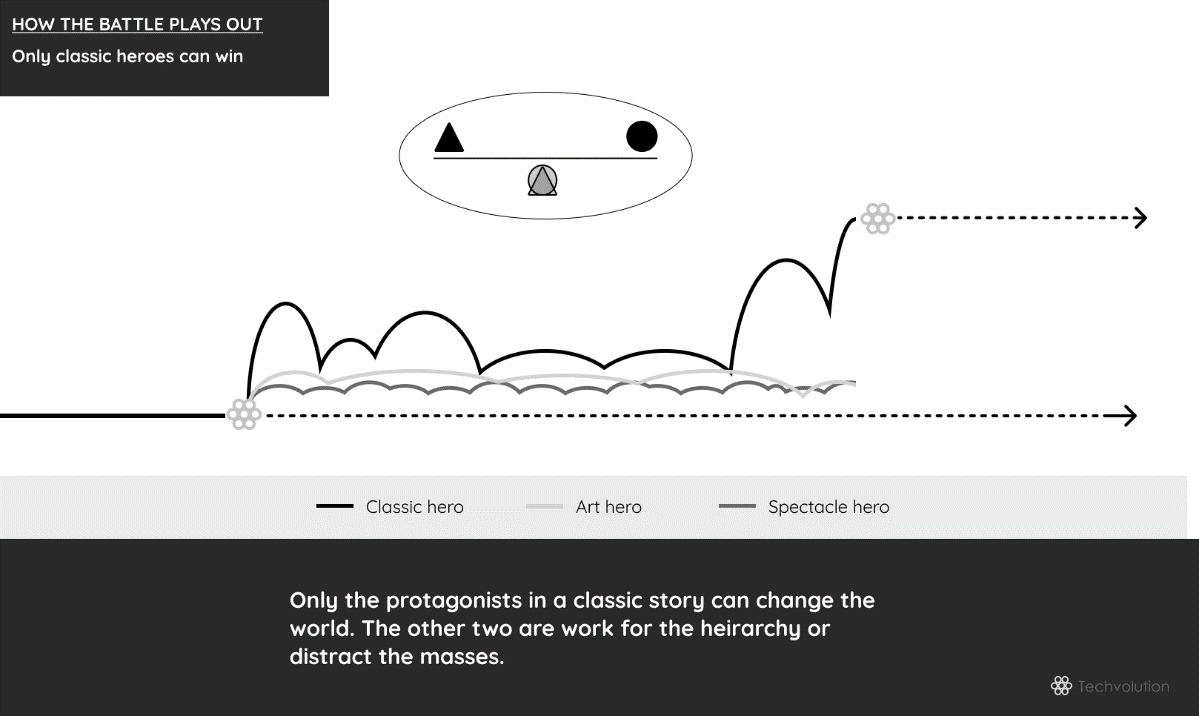 HOW THE BATTLE PLAYS OUT
Only classic heroes can win
Classic hero
Art hero
Spectacle hero
Only the protagonists in a classic story can change the
world. The other two are work for the heirarchy or
distract the masses.
Techvolution